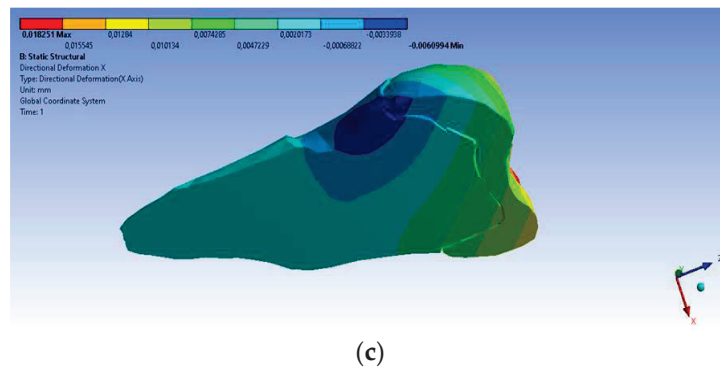 0,018251 Max 0,01284 0,0074285 0,0020173 -0,0033938
0,015545 0,010134 0,0047229 -0,00068822 -0,0060994 Min
B: Static Structural
Directional Deformation X
Type: Directional Deformation(X Axis)
Unit: mm
Global Coordinate System
Time: 1
Z
Y
X
(c)